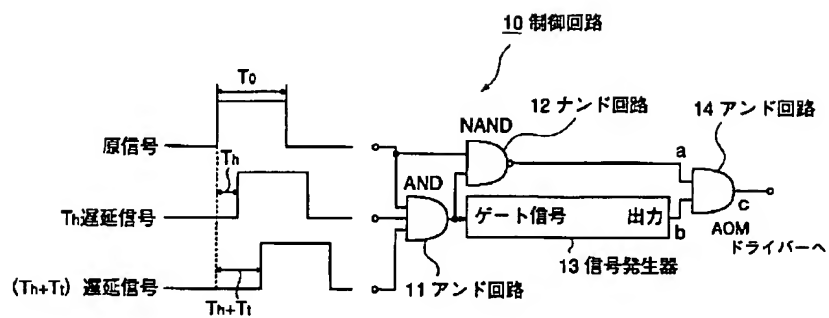 10 制御回路
T0
12 ナンド回路
14 アンド回路
NAND
原信号
a
Th
AND
Th遅延信号
ゲート信号 出力
c
b
AOM
ドライバーへ
13 信号発生器
(Th+Tt) 遅延信号
11 アンド回路
Th+Tt